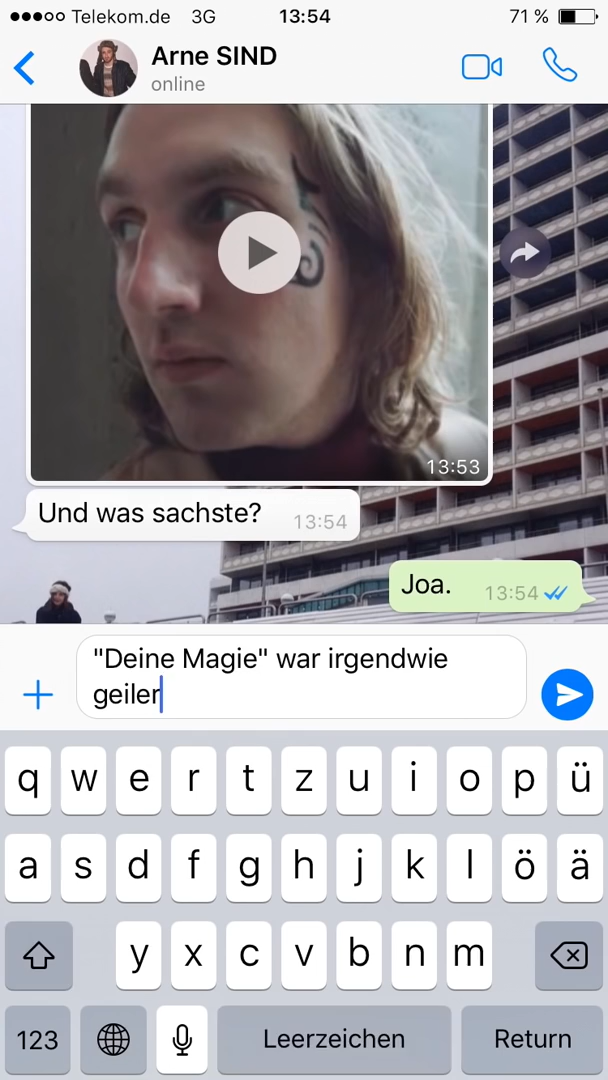 Telekom.de 3G 13:54 71 %
Arne SIND
online
13:53
Und was sachste? 13:54
Joa. 13:54
"Deine Magie" war irgendwie
geiler
q w e r t z u i o p ü
a s d f g h j k l ö ä
y x c v b n m
123 Leerzeichen Return